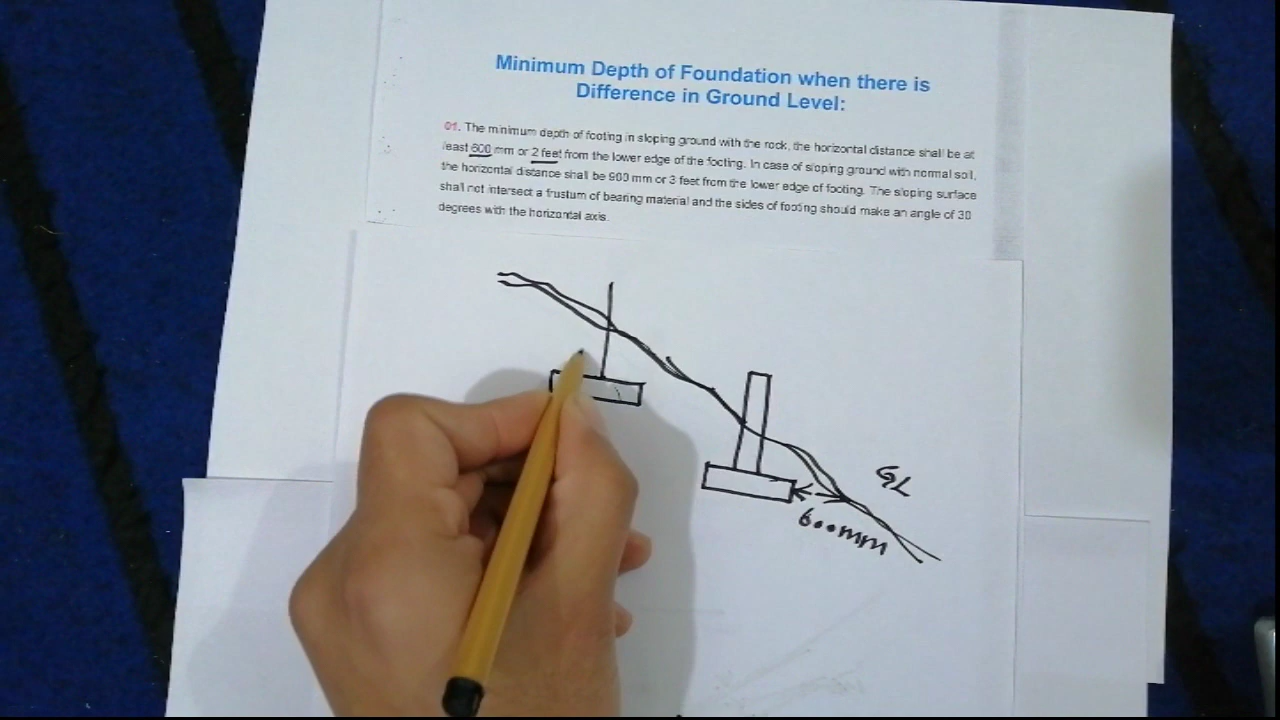 Minimum Depth of Foundation when there is
Difference in Ground Level:
01. The minimum depth of footing in sloping ground with the rock, the horizontal distance shall be at
least 600 mm or 2 feet from the lower edge of the footing. In case of sloping ground with normal soil,
the horizontal distance shall be 900 mm or 3 feet from the lower edge of footing. The sloping surface
shall not intersect a frustum of bearing material and the sides of footing should make an angle of 30
degrees with the horizontal axis.
GL
600mm